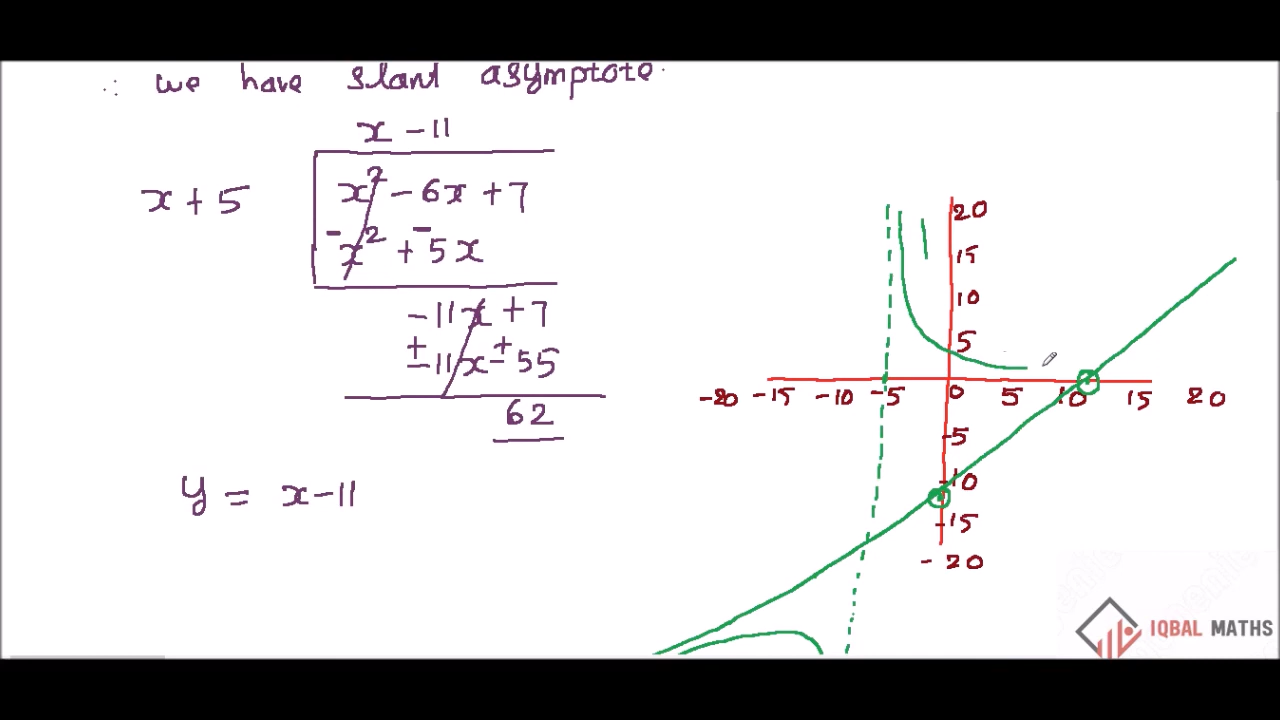 ∴ we have slant asymptote.
x - 11
x + 5
x² - 6x + 7
- x² + - 5x
-11x + 7
+ + 
-11x - 55
62
y = x - 11
20
15
10
5
-20 -15 -10 -5 0 5 10 15 20
-5
-10
-15
-20
IQBAL MATHS